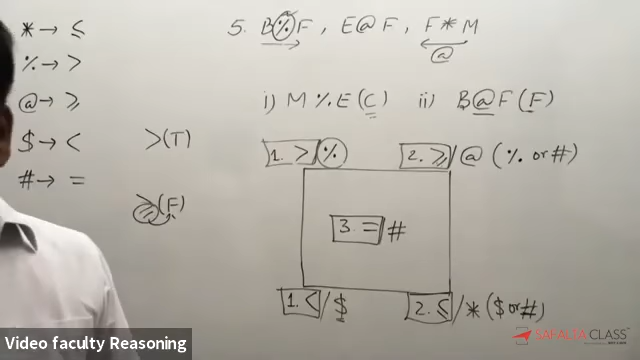 * → ≤
% → >
@ → ≥
$ → <
# → =
>(T)
≥(F)
5. B%F, E@F, F*M
@
i) M%E(C) ii) B@F(F)
1. >/% 2. ≥/@ (% or #)
3. = #
1. </$ 2. ≤/* ($ or #)
SAFALTA CLASS
Video faculty Reasoning